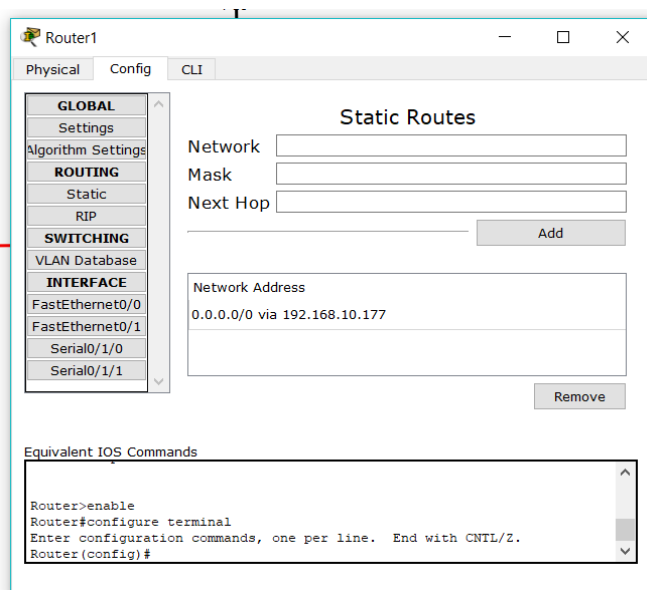 Router1
Physical Config CLI
GLOBAL
Settings
Algorithm Settings
ROUTING
Static
RIP
SWITCHING
VLAN Database
INTERFACE
FastEthernet0/0
FastEthernet0/1
Serial0/1/0
Serial0/1/1
Static Routes
Network
Mask
Next Hop
Add
Network Address
0.0.0.0/0 via 192.168.10.177
Remove
Equivalent IOS Commands
Router>enable
Router#configure terminal
Enter configuration commands, one per line. End with CNTL/Z.
Router(config)#